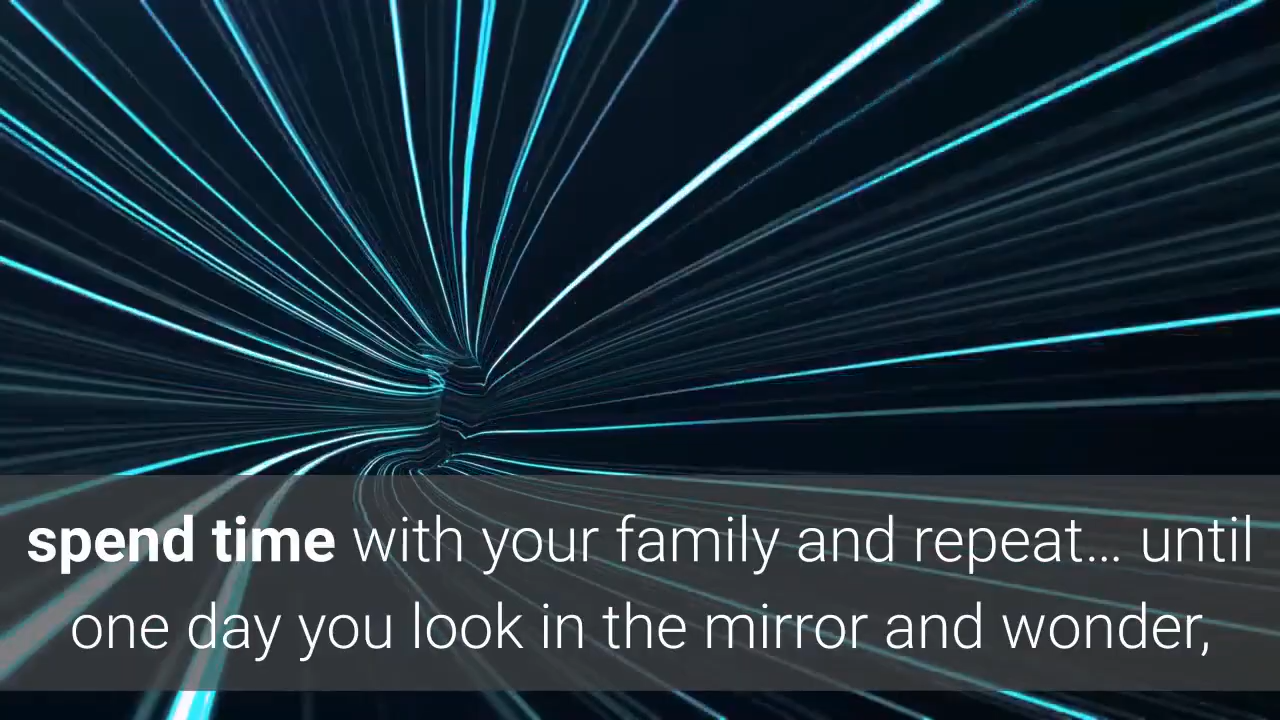 spend time with your family and repeat... until
one day you look in the mirror and wonder,